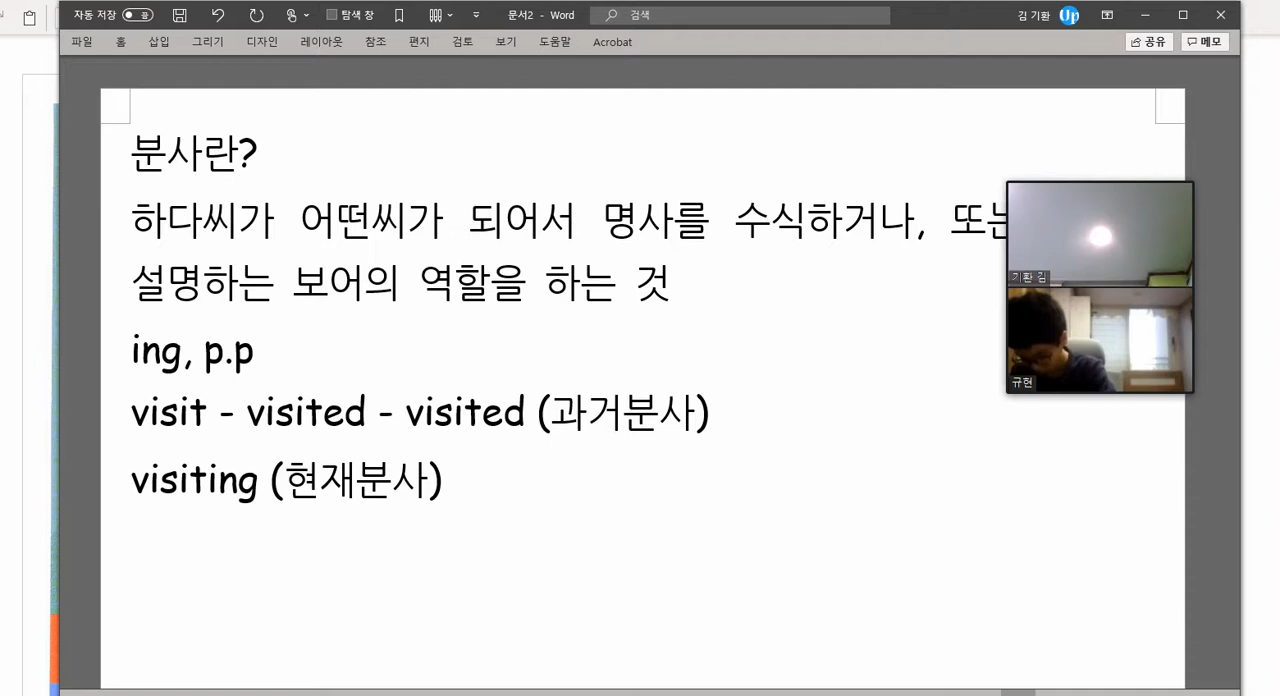 자동 저장 끔 탐색 창 문서2 - Word 검색 김 기환 Up
파일 홈 삽입 그리기 디자인 레이아웃 참조 편지 검토 보기 도움말 Acrobat 공유 메모
분사란?
하다씨가 어떤씨가 되어서 명사를 수식하거나, 또는
설명하는 보어의 역할을 하는 것
ing, p.p
visit - visited - visited (과거분사)
visiting (현재분사)
기환 김
규현